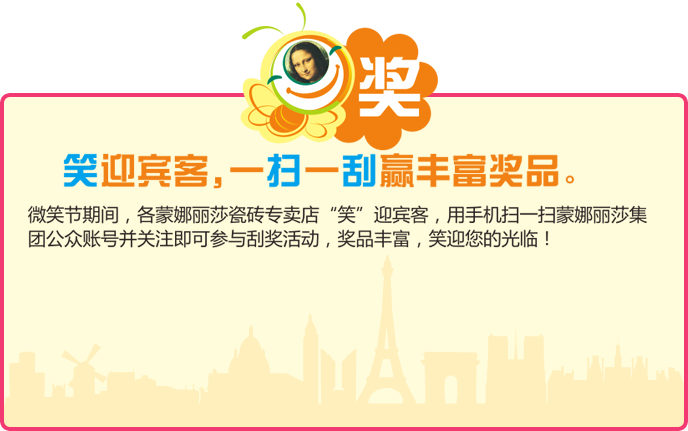 奖
笑迎宾客，一扫一刮赢丰富奖品。
微笑节期间，各蒙娜丽莎瓷砖专卖店“笑”迎宾客，用手机扫一扫蒙娜丽莎集
团公众账号并关注即可参与刮奖活动，奖品丰富，笑迎您的光临！